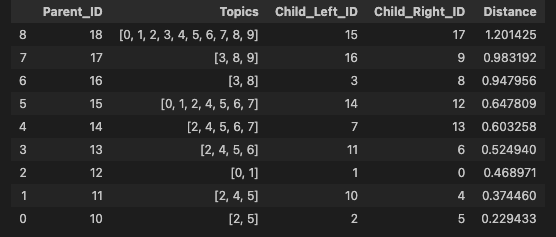 Parent_ID Topics Child_Left_ID Child_Right_ID Distance
8 18 [0, 1, 2, 3, 4, 5, 6, 7, 8, 9] 15 17 1.201425
7 17 [3, 8, 9] 16 9 0.983192
6 16 [3, 8] 3 8 0.947956
5 15 [0, 1, 2, 4, 5, 6, 7] 14 12 0.647809
4 14 [2, 4, 5, 6, 7] 7 13 0.603258
3 13 [2, 4, 5, 6] 11 6 0.524940
2 12 [0, 1] 1 0 0.468971
1 11 [2, 4, 5] 10 4 0.374460
0 10 [2, 5] 2 5 0.229433